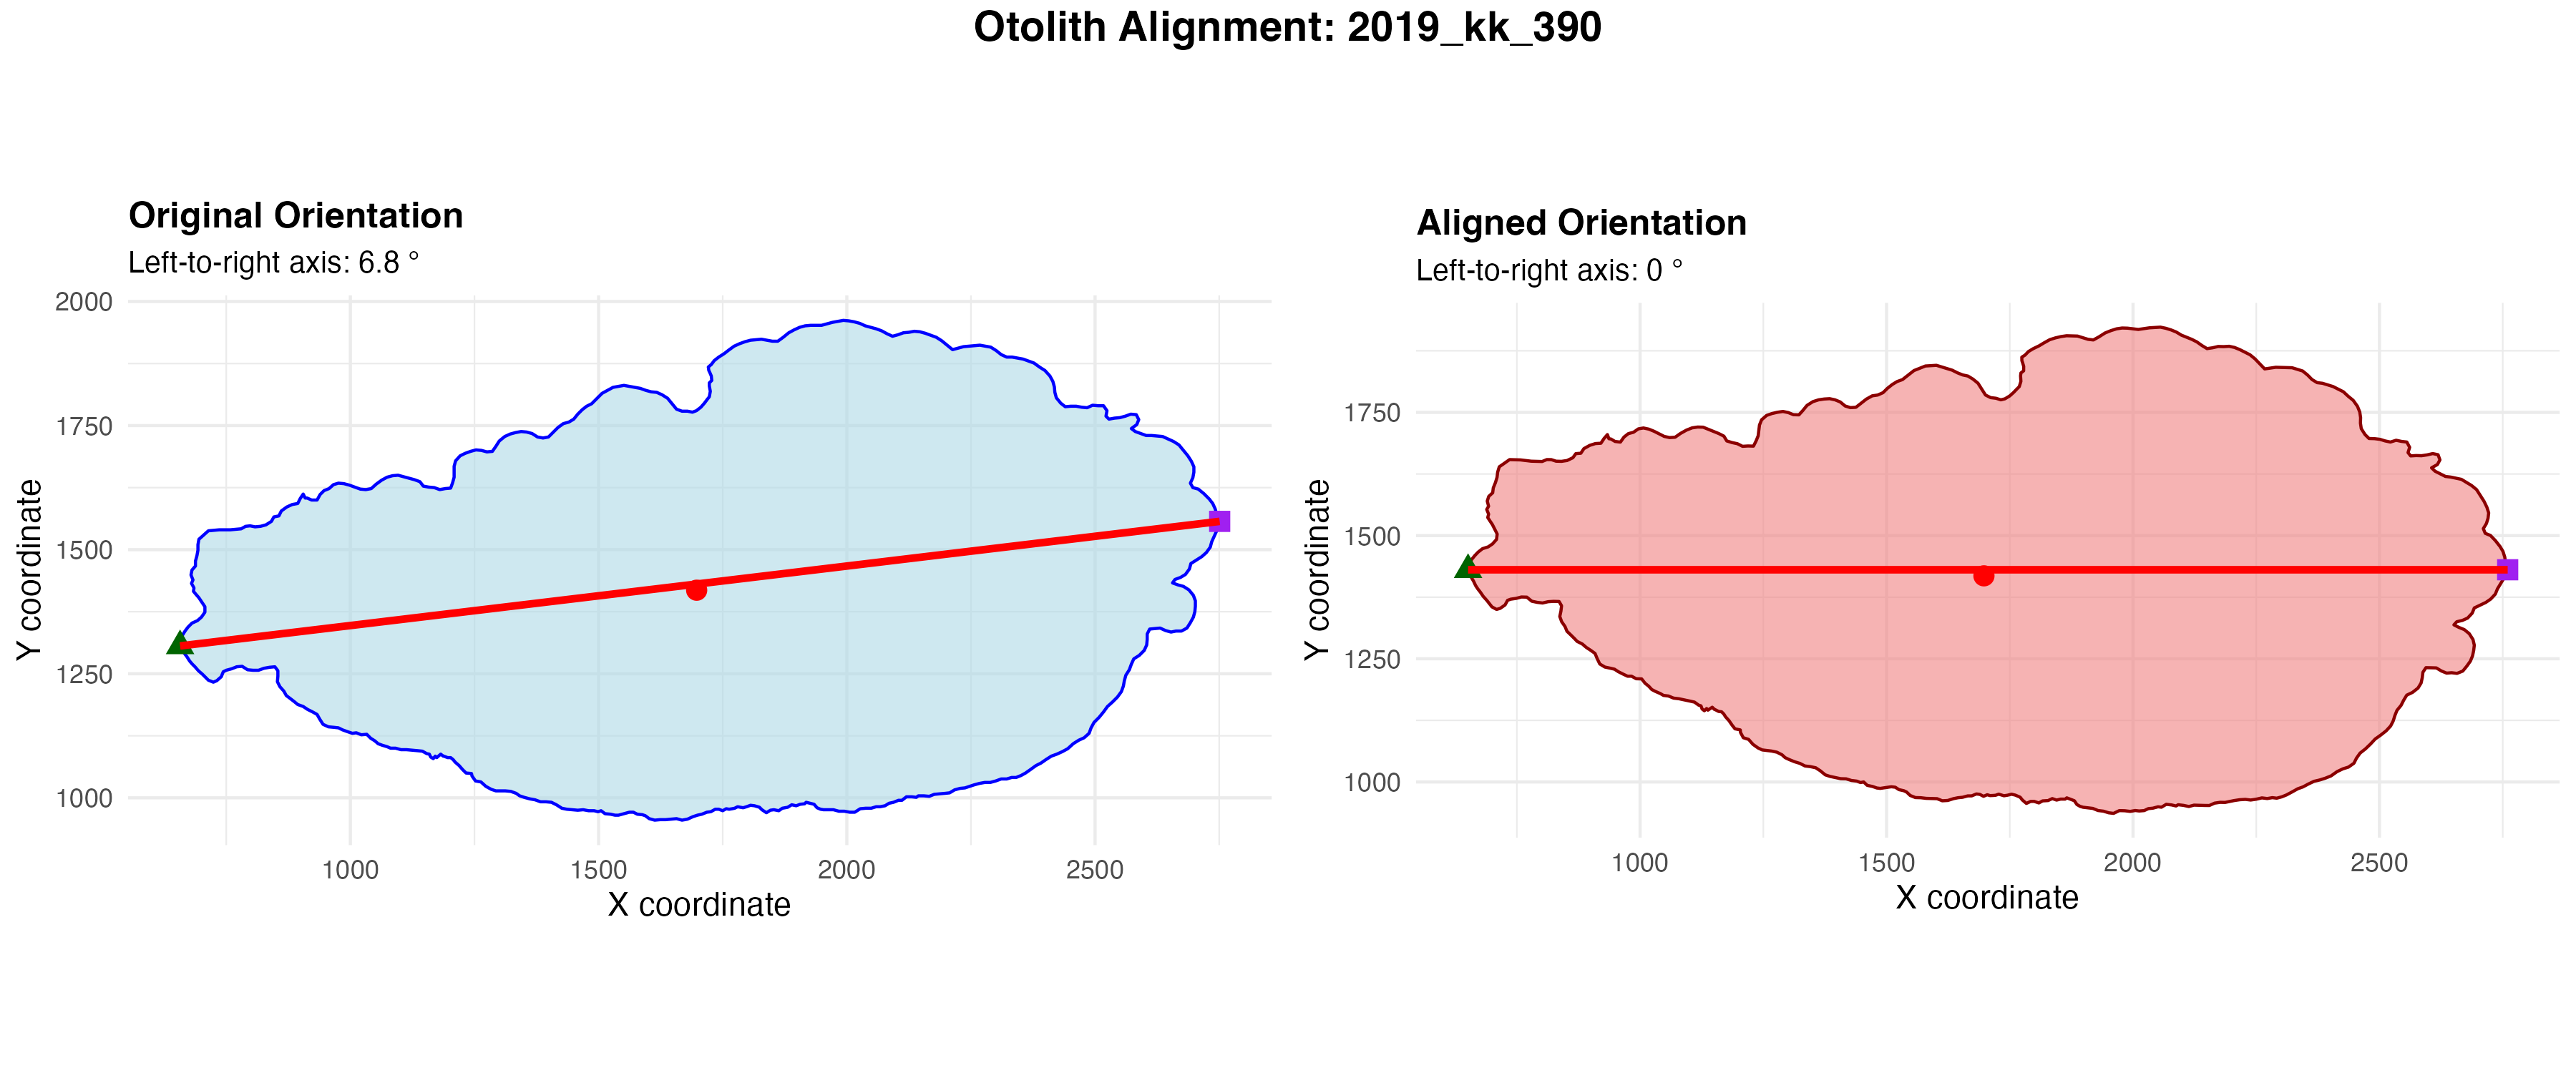 Otolith Alignment: 2019_kk_390
Original Orientation
Left-to-right axis: 6.8 °
2000
1750
1500
1250
1000
Y coordinate
1000 1500 2000 2500
X coordinate
Aligned Orientation
Left-to-right axis: 0 °
1750
1500
1250
1000
Y coordinate
1000 1500 2000 2500
X coordinate